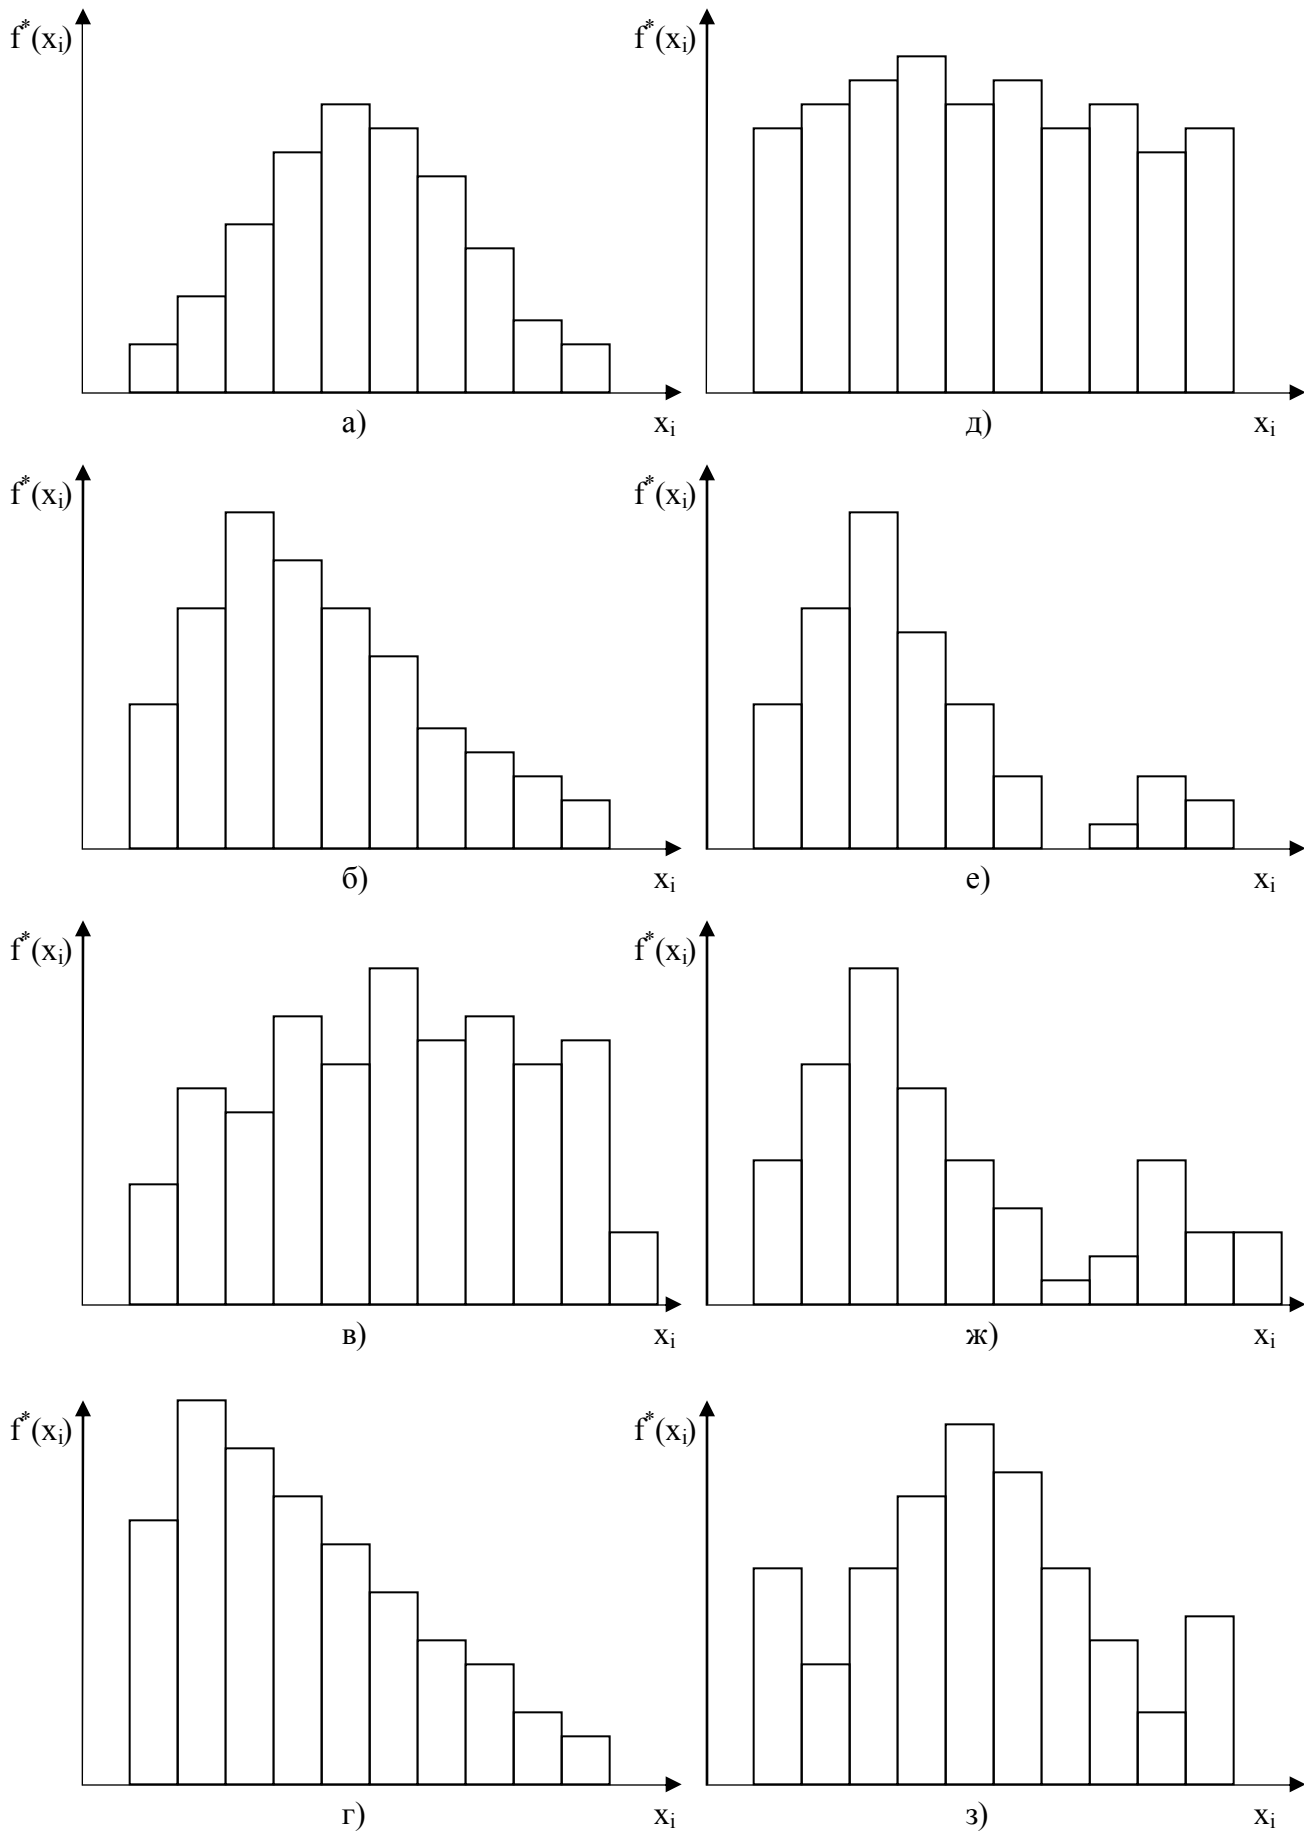 f*(xᵢ) f*(xᵢ)
а) xᵢ д) xᵢ
f*(xᵢ) f*(xᵢ)
б) xᵢ е) xᵢ
f*(xᵢ) f*(xᵢ)
в) xᵢ ж) xᵢ
f*(xᵢ) f*(xᵢ)
г) xᵢ з) xᵢ